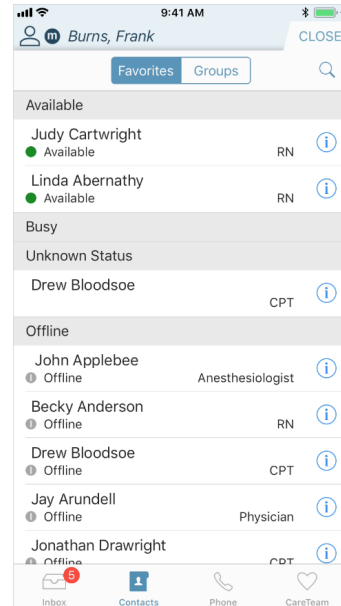 9:41 AM
m Burns, Frank CLOSE
Favorites Groups
Available
Judy Cartwright
Available RN
Linda Abernathy
Available RN
Busy
Unknown Status
Drew Bloodsoe
CPT
Offline
John Applebee
Offline Anesthesiologist
Becky Anderson
Offline RN
Drew Bloodsoe
Offline CPT
Jay Arundell
Offline Physician
Jonathan Drawright
Offline CPT
5
Inbox Contacts Phone CareTeam